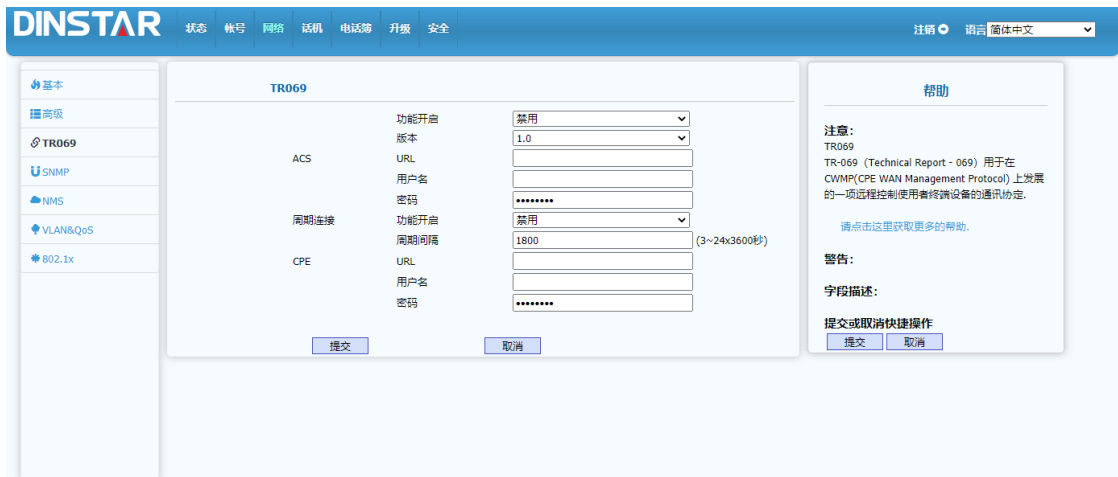 DINSTAR 状态 帐号 网络 话机 电话簿 升级 安全 注销 语言 简体中文
基本
高级
TR069
SNMP
NMS
VLAN&QoS
802.1x
TR069
功能开启 禁用
版本 1.0
ACS URL
用户名
密码 ••••••••
周期连接 功能开启 禁用
周期间隔 1800 (3~24x3600秒)
CPE URL
用户名
密码 ••••••••
提交 取消
帮助
注意:
TR069
TR-069（Technical Report - 069）用于在
CWMP(CPE WAN Management Protocol) 上发展
的一项远程控制使用者终端设备的通讯协定.
请点击这里获取更多的帮助.
警告:
字段描述:
提交或取消快捷操作
提交 取消